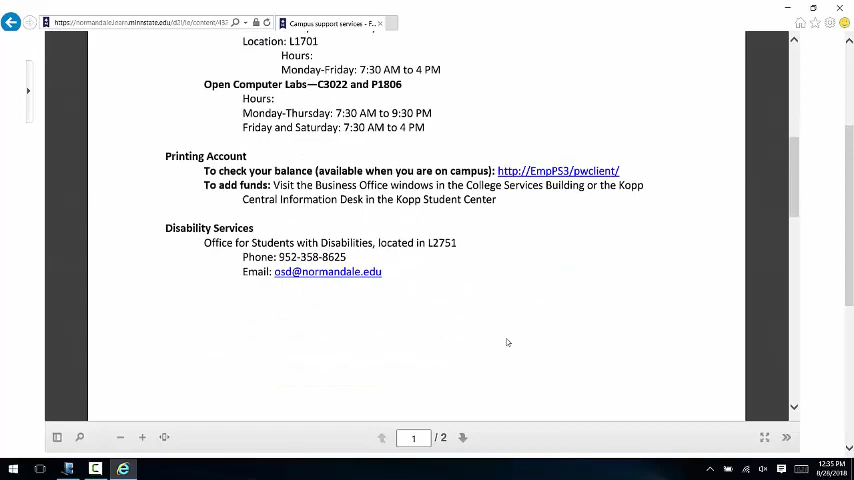 https://normandale.learn.minnstate.edu/d2l/le/content/432
Campus support services - F...
Location: L1701
Hours:
Monday-Friday: 7:30 AM to 4 PM
Open Computer Labs—C3022 and P1806
Hours:
Monday-Thursday: 7:30 AM to 9:30 PM
Friday and Saturday: 7:30 AM to 4 PM
Printing Account
To check your balance (available when you are on campus): http://EmpPS3/pwclient/
To add funds: Visit the Business Office windows in the College Services Building or the Kopp
Central Information Desk in the Kopp Student Center
Disability Services
Office for Students with Disabilities, located in L2751
Phone: 952-358-8625
Email: osd@normandale.edu
1 / 2
12:35 PM
8/28/2018